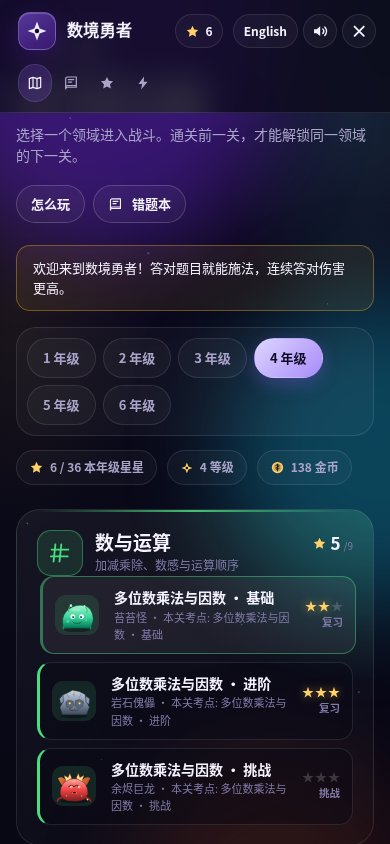 数境勇者
6
English
选择一个领域进入战斗。通关前一关，才能解锁同一领域
的下一关。
怎么玩
错题本
欢迎来到数境勇者！答对题目就能施法，连续答对伤害
更高。
1 年级
2 年级
3 年级
4 年级
5 年级
6 年级
6 / 36 本年级星星
4 等级
138 金币
数与运算
5 /9
加减乘除、数感与运算顺序
多位数乘法与因数 · 基础
苔苔怪 · 本关考点: 多位数乘法与因
数 · 基础
复习
多位数乘法与因数 · 进阶
岩石傀儡 · 本关考点: 多位数乘法与
因数 · 进阶
复习
多位数乘法与因数 · 挑战
余烬巨龙 · 本关考点: 多位数乘法与
因数 · 挑战
挑战